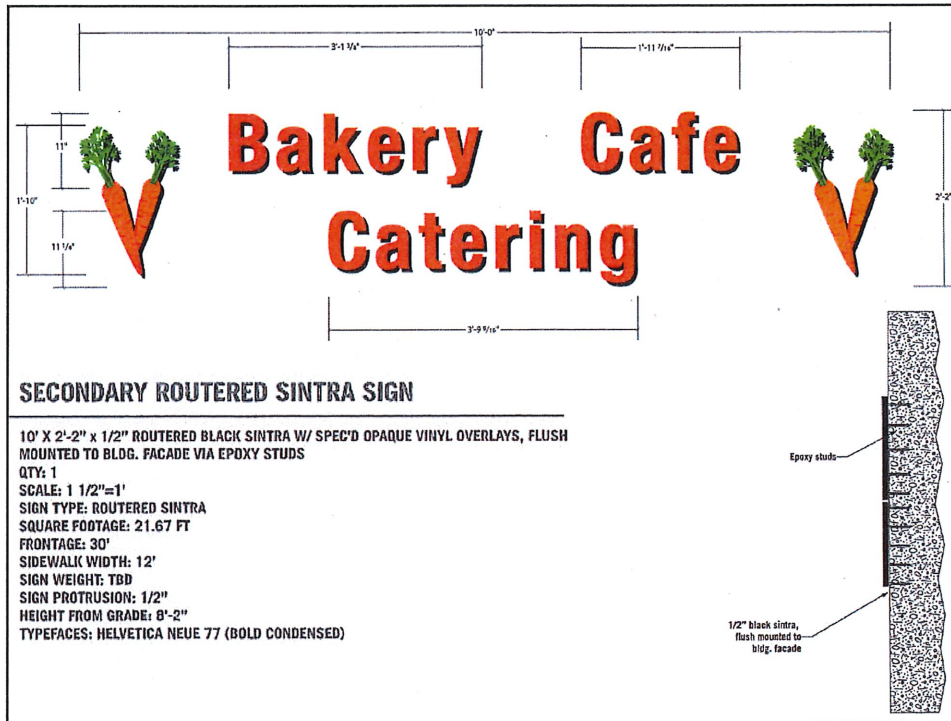 10'-0"
3'-1 3/8"
1'-11 7/16"
Bakery Cafe
11"
1'-10"
2'-2"
11 1/4"
Catering
3'-9 9/16"
SECONDARY ROUTERED SINTRA SIGN
10' X 2'-2" x 1/2" ROUTERED BLACK SINTRA W/ SPEC'D OPAQUE VINYL OVERLAYS, FLUSH
MOUNTED TO BLDG. FACADE VIA EPOXY STUDS
QTY: 1
SCALE: 1 1/2"=1'
SIGN TYPE: ROUTERED SINTRA
SQUARE FOOTAGE: 21.67 FT
FRONTAGE: 30'
SIDEWALK WIDTH: 12'
SIGN WEIGHT: TBD
SIGN PROTRUSION: 1/2"
HEIGHT FROM GRADE: 8'-2"
TYPEFACES: HELVETICA NEUE 77 (BOLD CONDENSED)
Epoxy studs
1/2" black sintra,
flush mounted to
bldg. facade